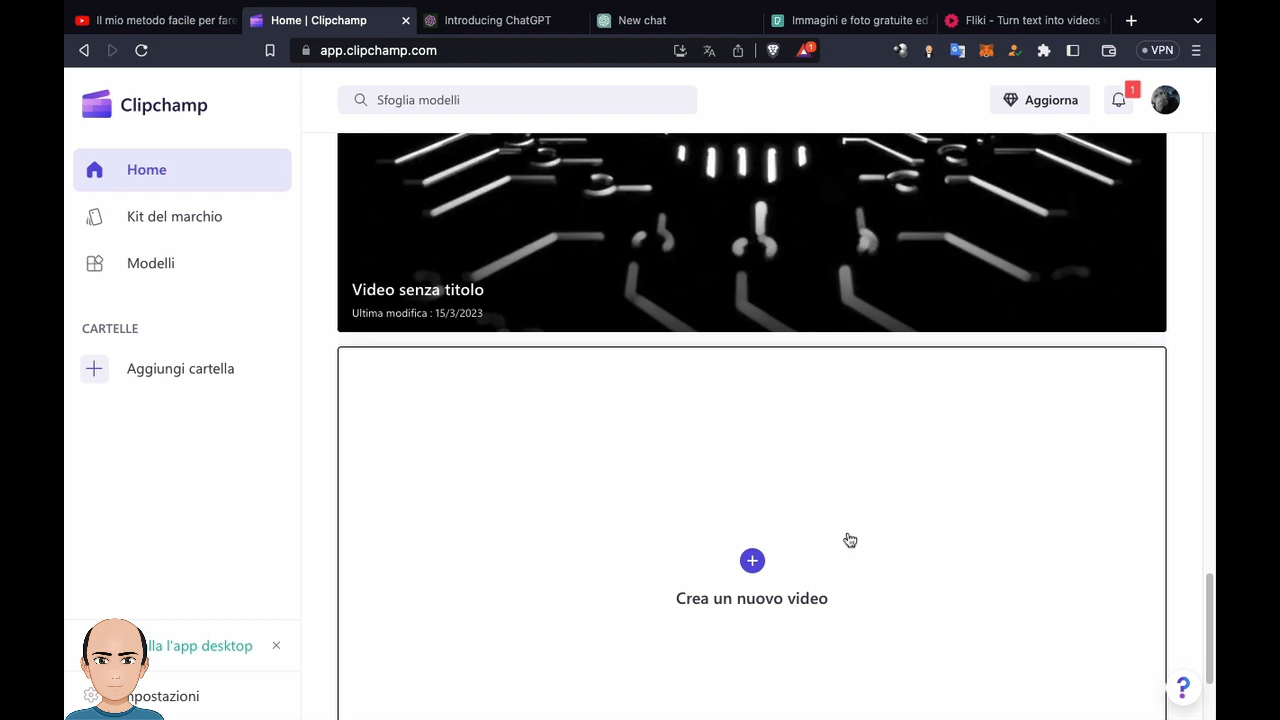 Il mio metodo facile per fare
Home | Clipchamp
Introducing ChatGPT
New chat
Immagini e foto gratuite ed
Fliki - Turn text into videos
app.clipchamp.com
1
VPN
Clipchamp
Sfoglia modelli
Aggiorna
1
Home
Kit del marchio
Modelli
CARTELLE
Aggiungi cartella
Video senza titolo
Ultima modifica : 15/3/2023
Crea un nuovo video
lla l'app desktop
mpostazioni
?